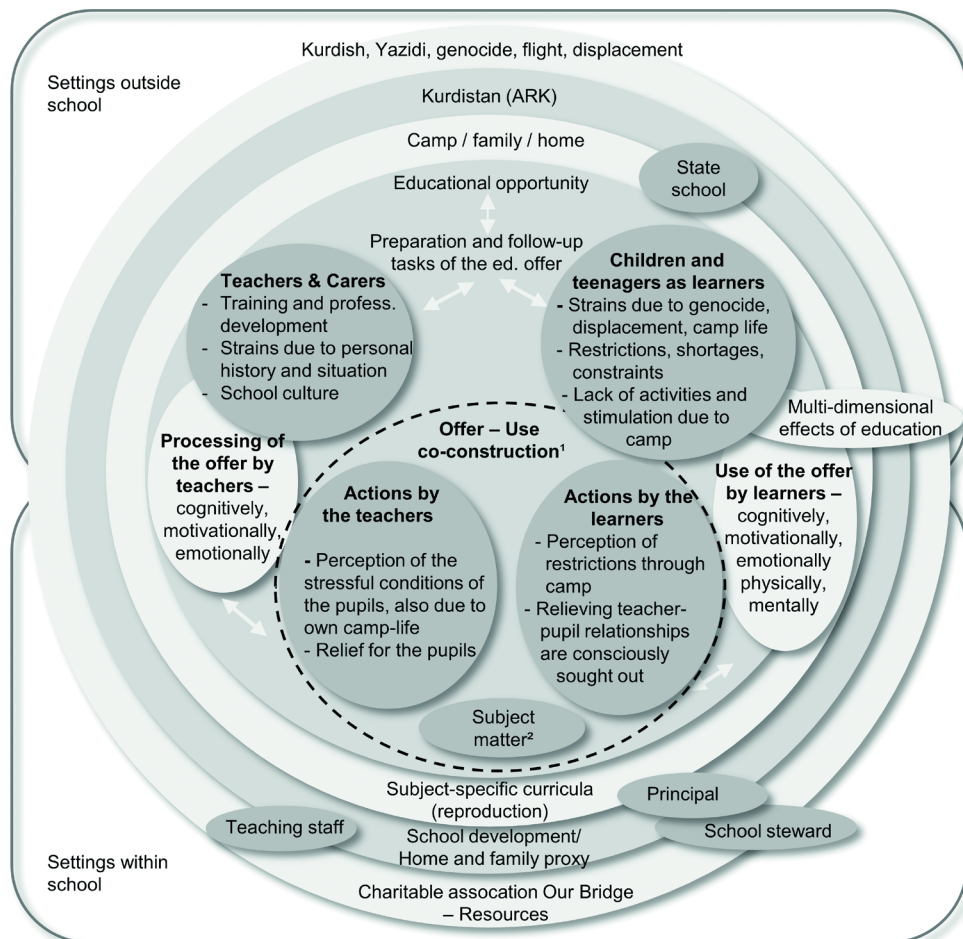 Kurdish, Yazidi, genocide, flight, displacement
Settings outside
school
Kurdistan (ARK)
Camp / family / home
State
school
Educational opportunity
Preparation and follow-up
tasks of the ed. offer
Teachers & Carers
- Training and profess.
development
- Strains due to personal
history and situation
- School culture
Children and
teenagers as learners
- Strains due to genocide,
displacement, camp life
- Restrictions, shortages,
constraints
- Lack of activities and
stimulation due to
camp
Multi-dimensional
effects of education
Offer – Use
co-construction¹
Processing of
the offer by
teachers –
cognitively,
motivationally,
emotionally
Actions by
the teachers
- Perception of the
stressful conditions of
the pupils, also due to
own camp-life
- Relief for the pupils
Actions by the
learners
- Perception of
restrictions through
camp
- Relieving teacher-
pupil relationships
are consciously
sought out
Use of the offer
by learners –
cognitively,
motivationally,
emotionally
physically,
mentally
Subject
matter²
Subject-specific curricula
(reproduction)
Principal
Teaching staff
School development/
Home and family proxy
School steward
Settings within
school
Charitable assocation Our Bridge
– Resources